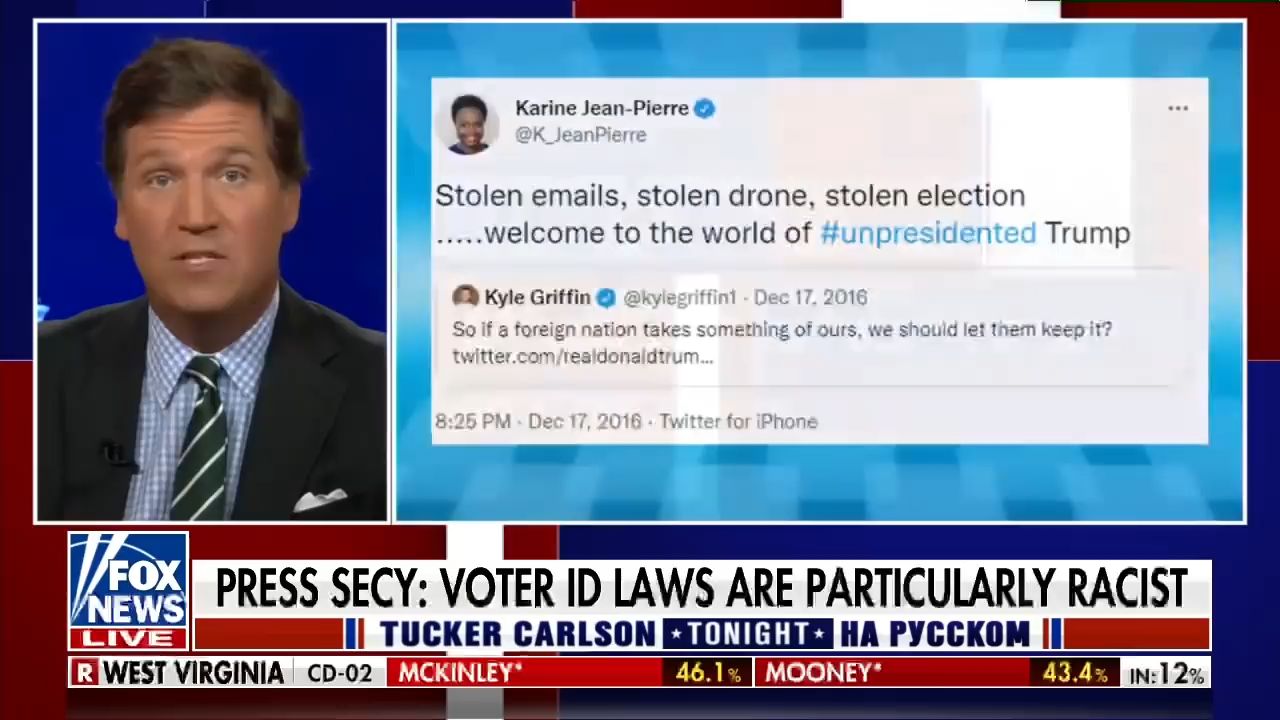 Karine Jean-Pierre
@K_JeanPierre
Stolen emails, stolen drone, stolen election
.....welcome to the world of #unpresidented Trump
Kyle Griffin @kylegriffin1 · Dec 17, 2016
So if a foreign nation takes something of ours, we should let them keep it?
twitter.com/realdonaldtrum...
8:25 PM · Dec 17, 2016 · Twitter for iPhone
FOX
NEWS
LIVE
PRESS SECY: VOTER ID LAWS ARE PARTICULARLY RACIST
TUCKER CARLSON ★TONIGHT★ НА РУССКОМ
R WEST VIRGINIA CD-02 MCKINLEY* 46.1% MOONEY* 43.4% IN:12%